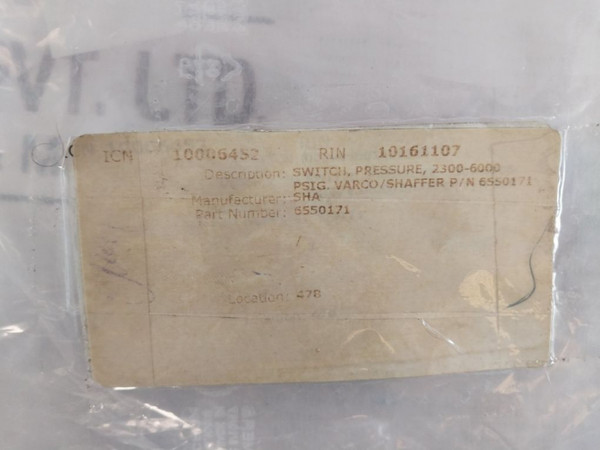 VT. LTD.
ICN 10006452 RIN 10161107
Description: SWITCH, PRESSURE, 2300-6000
PSIG. VARCO/SHAFFER P/N 6550171
Manufacturer: SHA
Part Number: 6550171
Location: 478